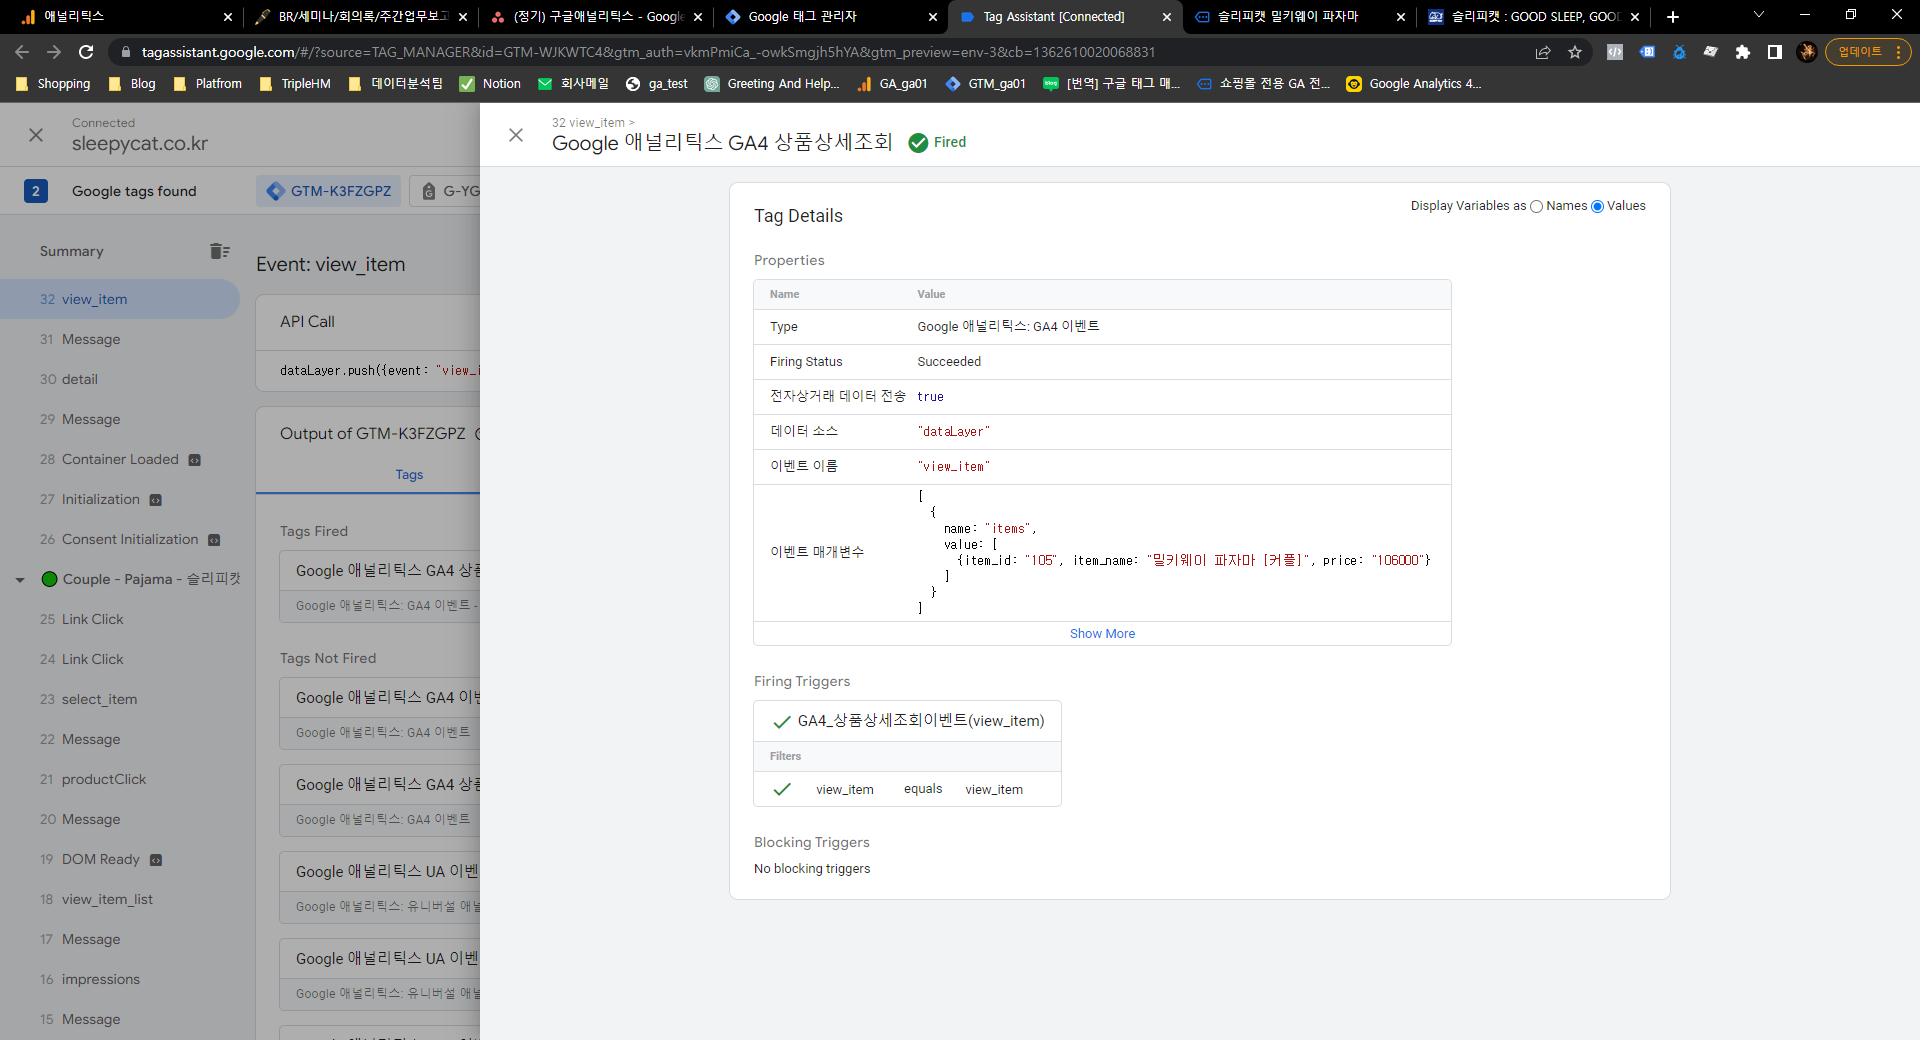 애널리틱스
BR/세미나/회의록/주간업무보고
(정기) 구글애널리틱스 - Google
Google 태그 관리자
Tag Assistant [Connected]
슬리피캣 밀키웨이 파자마
슬리피캣 : GOOD SLEEP, GOOD
tagassistant.google.com/#/?source=TAG_MANAGER&id=GTM-WJKWTC4&gtm_auth=vkmPmiCa_-owkSmgjh5hYA&gtm_preview=env-3&cb=1362610020068831
업데이트
Shopping
Blog
Platfrom
TripleHM
데이터분석팀
Notion
회사메일
ga_test
Greeting And Help...
GA_ga01
GTM_ga01
[번역] 구글 태그 매...
쇼핑몰 전용 GA 전...
Google Analytics 4...
Connected
sleepycat.co.kr
2
Google tags found
GTM-K3FZGPZ
G-YG
Summary
32 view_item
31 Message
30 detail
29 Message
28 Container Loaded
27 Initialization
26 Consent Initialization
Couple - Pajama - 슬리피캣
25 Link Click
24 Link Click
23 select_item
22 Message
21 productClick
20 Message
19 DOM Ready
18 view_item_list
17 Message
16 impressions
15 Message
Event: view_item
API Call
dataLayer.push({event: "view_i
Output of GTM-K3FZGPZ
Tags
Tags Fired
Google 애널리틱스 GA4 상품
Google 애널리틱스: GA4 이벤트 -
Tags Not Fired
Google 애널리틱스 GA4 이벤
Google 애널리틱스: GA4 이벤트
Google 애널리틱스 GA4 상품
Google 애널리틱스: GA4 이벤트
Google 애널리틱스 UA 이벤
Google 애널리틱스: 유니버설 애널
Google 애널리틱스 UA 이벤
Google 애널리틱스: 유니버설 애널
32 view_item >
Google 애널리틱스 GA4 상품상세조회
Fired
Tag Details
Display Variables as Names Values
Properties
Name Value
Type Google 애널리틱스: GA4 이벤트
Firing Status Succeeded
전자상거래 데이터 전송 true
데이터 소스 "dataLayer"
이벤트 이름 "view_item"
이벤트 매개변수
[
{
name: "items",
value: [
{item_id: "105", item_name: "밀키웨이 파자마 [커플]", price: "106000"}
]
}
]
Show More
Firing Triggers
GA4_상품상세조회이벤트(view_item)
Filters
view_item equals view_item
Blocking Triggers
No blocking triggers